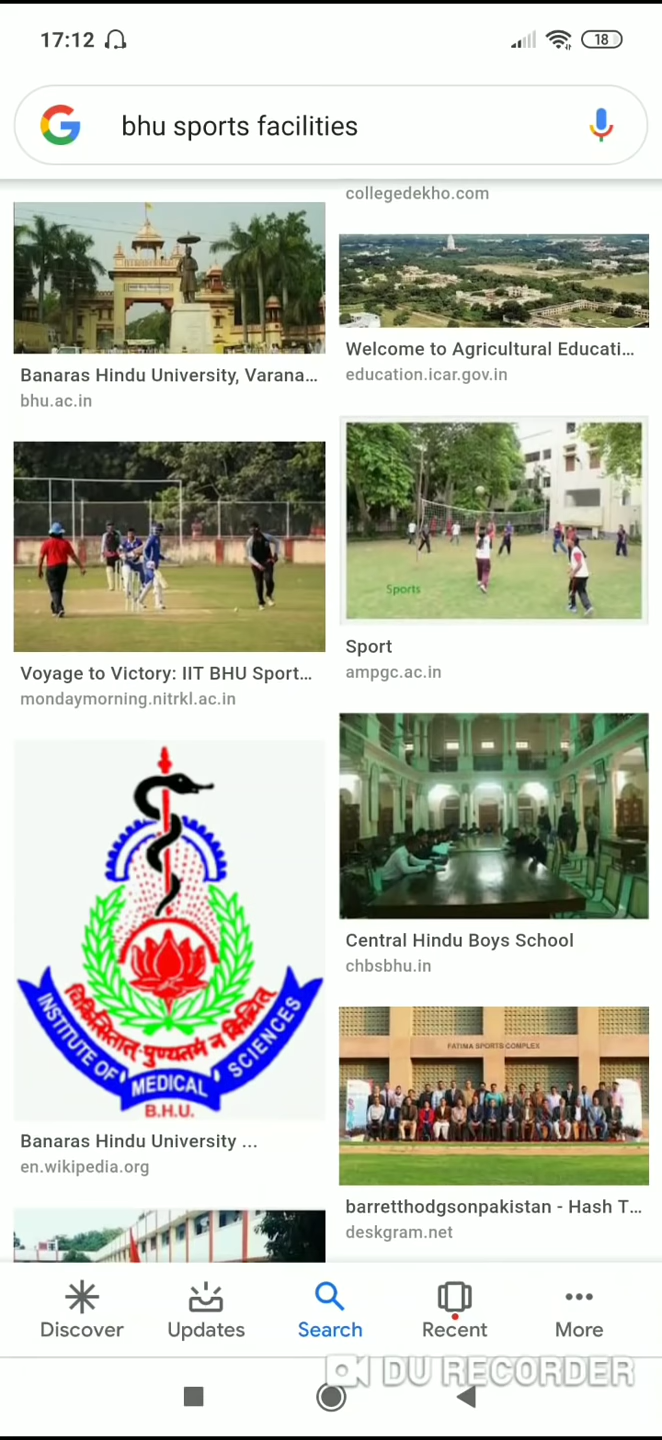 17:12
18
bhu sports facilities
collegedekho.com
Banaras Hindu University, Varana...
bhu.ac.in
Welcome to Agricultural Educati...
education.icar.gov.in
Sports
Voyage to Victory: IIT BHU Sport...
mondaymorning.nitrkl.ac.in
Sport
ampgc.ac.in
चिकित्सितात् पुण्यतमं न किञ्चित्
INSTITUTE OF MEDICAL SCIENCES
B.H.U.
Banaras Hindu University ...
en.wikipedia.org
Central Hindu Boys School
chbsbhu.in
FATIMA SPORTS COMPLEX
barretthodgsonpakistan - Hash T...
deskgram.net
Discover
Updates
Search
Recent
More
DU RECORDER